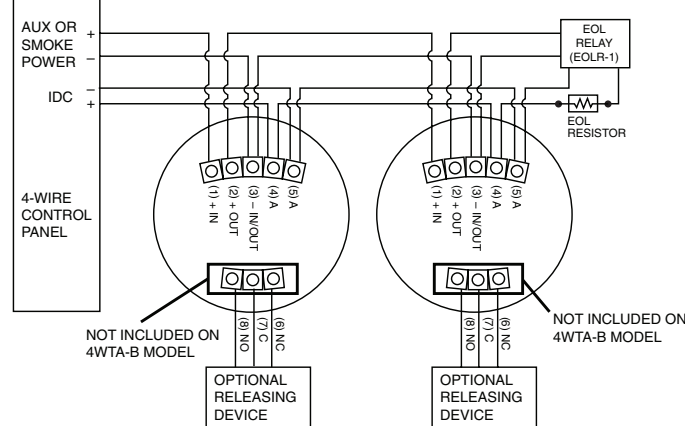 AUX OR
SMOKE
POWER
+
−
IDC
−
+
4-WIRE
CONTROL
PANEL
EOL
RELAY
(EOLR-1)
EOL
RESISTOR
(1) + IN
(2) + OUT
(3) − IN/OUT
(4) A
(5) A
(1) + IN
(2) + OUT
(3) − IN/OUT
(4) A
(5) A
NOT INCLUDED ON
4WTA-B MODEL
(8) NO
(7) C
(6) NC
(8) NO
(7) C
(6) NC
NOT INCLUDED ON
4WTA-B MODEL
OPTIONAL
RELEASING
DEVICE
OPTIONAL
RELEASING
DEVICE